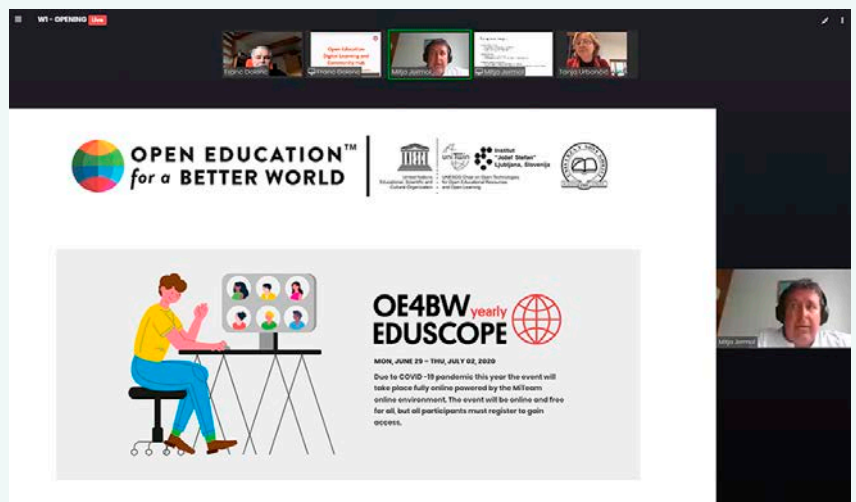 W1 - OPENING Live
Franc Dolenc
Open Education
Digital Learning and
Community Hub
Franc Dolenc
Mitja Jermol
Mitja Jermol
Tanja Urbančič
OPEN EDUCATION™
for a BETTER WORLD
United Nations
Educational, Scientific and
Cultural Organization
uniTwin
UNESCO Chair on Open Technologies
for Open Educational Resources
and Open Learning
Institut
"Jožef Stefan"
Ljubljana, Slovenija
OE4BW yearly
EDUSCOPE
MON, JUNE 29 – THU, JULY 02, 2020
Due to COVID -19 pandemic this year the event will
take place fully online powered by the MiTeam
online environment. The event will be online and free
for all, but all participants must register to gain
access.
Mitja Jermol